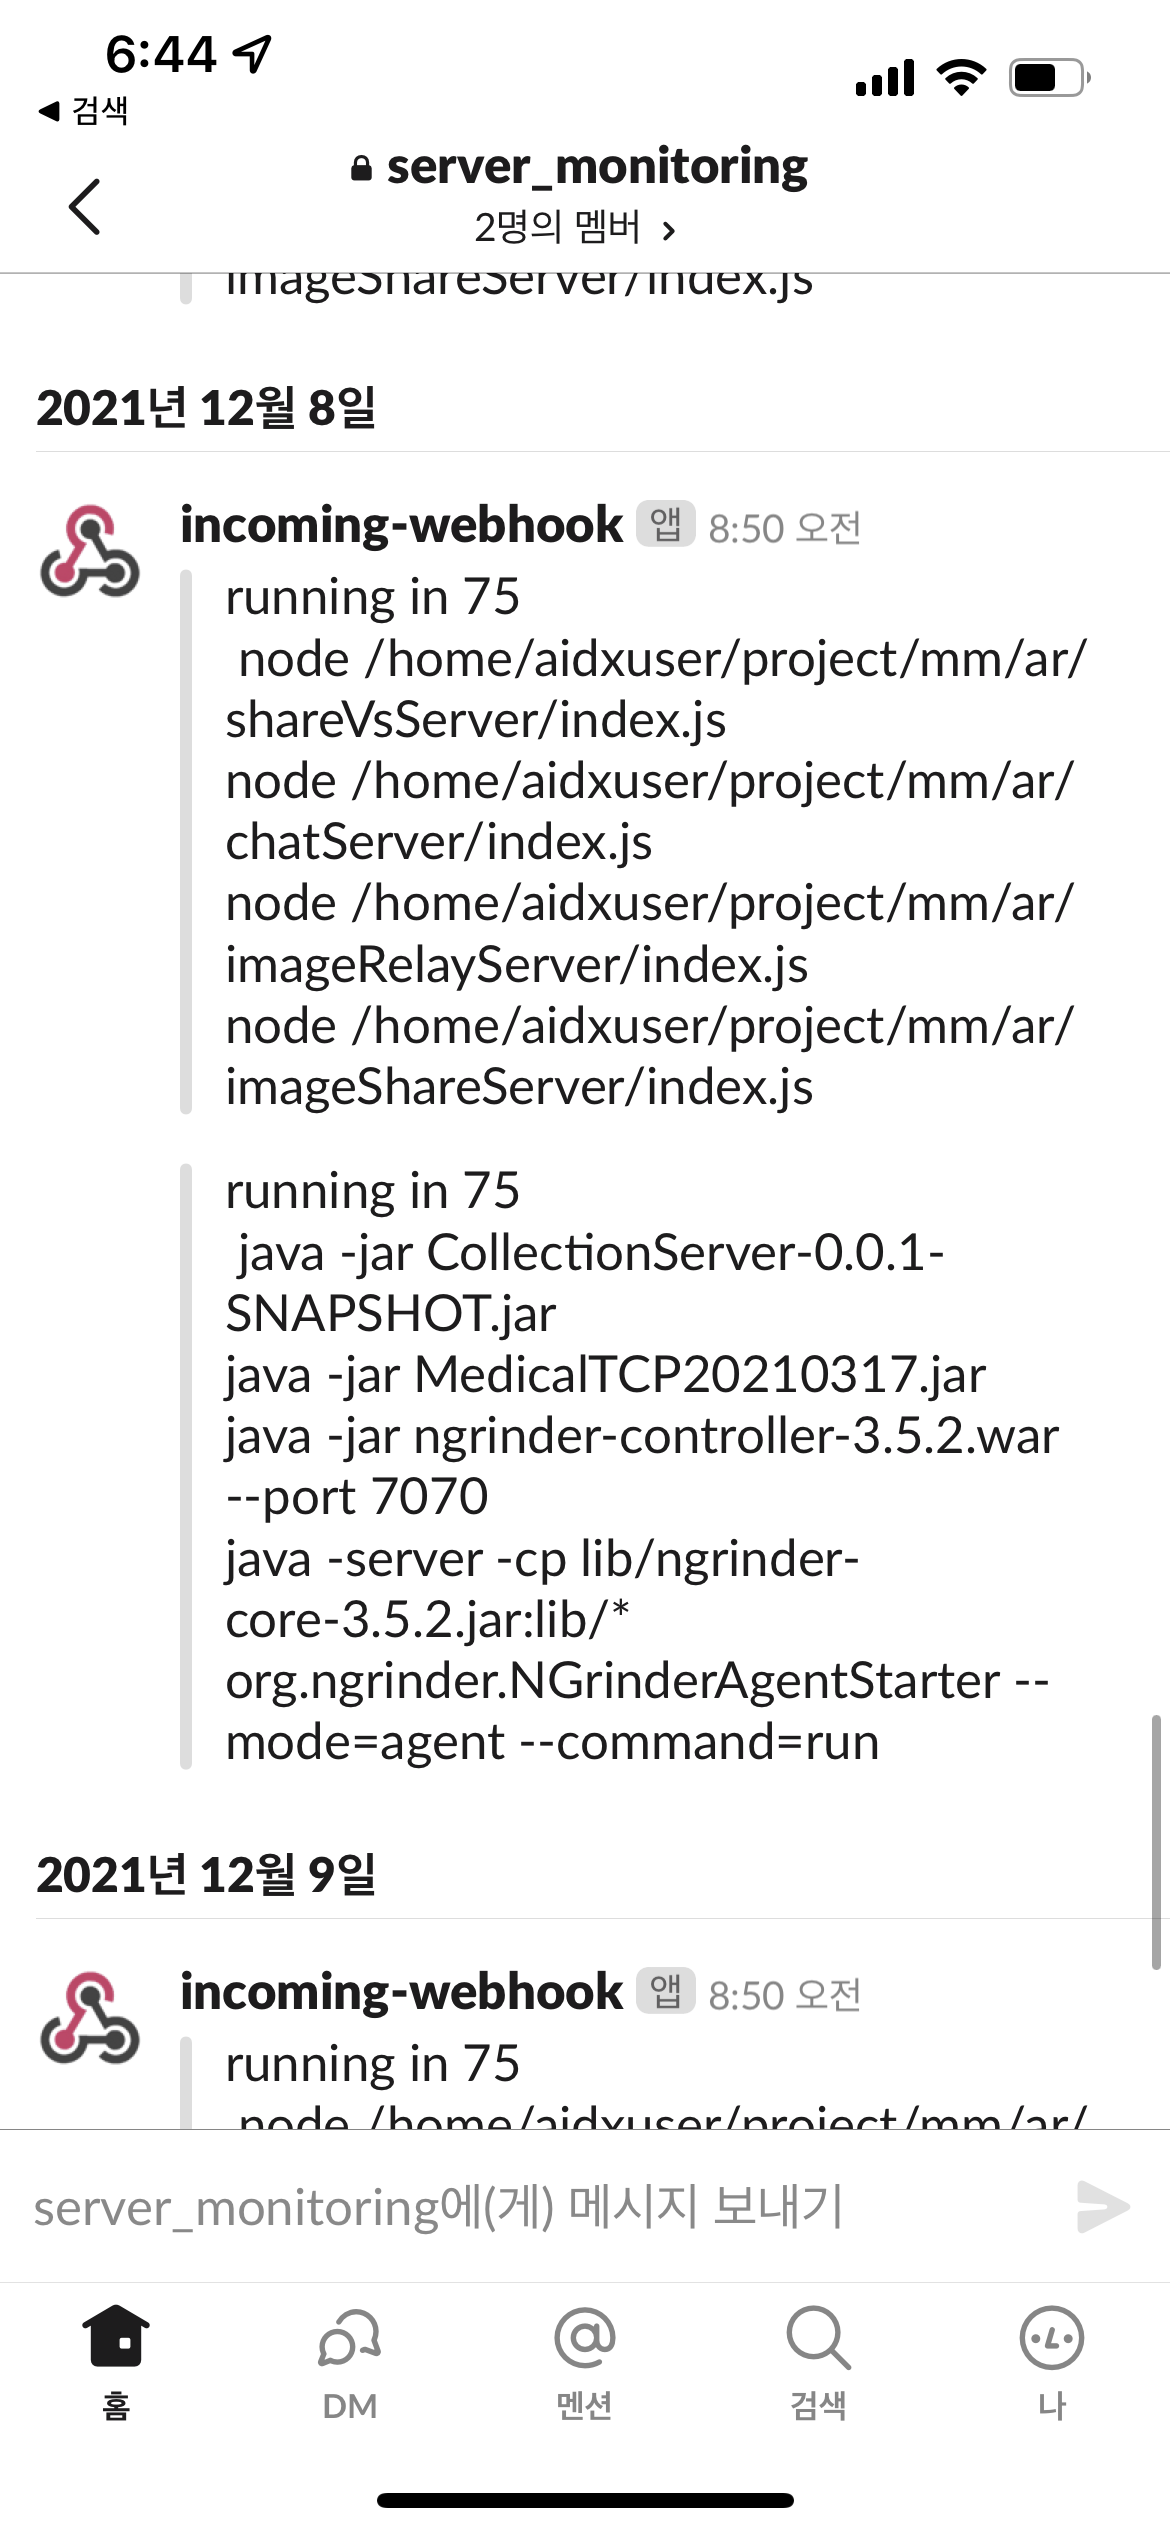 6:44
◀ 검색
server_monitoring
2명의 멤버 ›
imageShareServer/index.js
2021년 12월 8일
incoming-webhook 앱 8:50 오전
running in 75
node /home/aidxuser/project/mm/ar/
shareVsServer/index.js
node /home/aidxuser/project/mm/ar/
chatServer/index.js
node /home/aidxuser/project/mm/ar/
imageRelayServer/index.js
node /home/aidxuser/project/mm/ar/
imageShareServer/index.js
running in 75
java -jar CollectionServer-0.0.1-
SNAPSHOT.jar
java -jar MedicalTCP20210317.jar
java -jar ngrinder-controller-3.5.2.war
--port 7070
java -server -cp lib/ngrinder-
core-3.5.2.jar:lib/*
org.ngrinder.NGrinderAgentStarter --
mode=agent --command=run
2021년 12월 9일
incoming-webhook 앱 8:50 오전
running in 75
node /home/aidxuser/project/mm/ar/
server_monitoring에(게) 메시지 보내기
홈 DM 멘션 검색 나